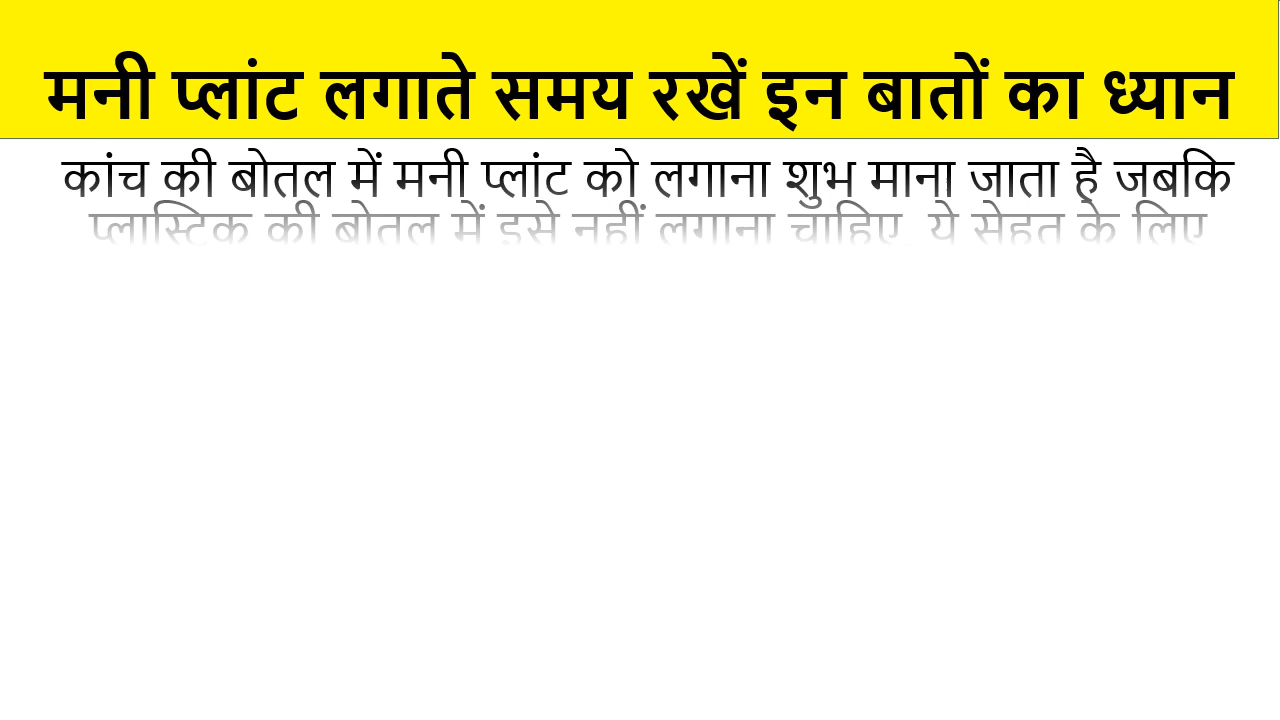 मनी प्लांट लगाते समय रखें इन बातों का ध्यान
कांच की बोतल में मनी प्लांट को लगाना शुभ माना जाता है जबकि
प्लास्टिक की बोतल में इसे नहीं लगाना चाहिए. ये सेहत के लिए